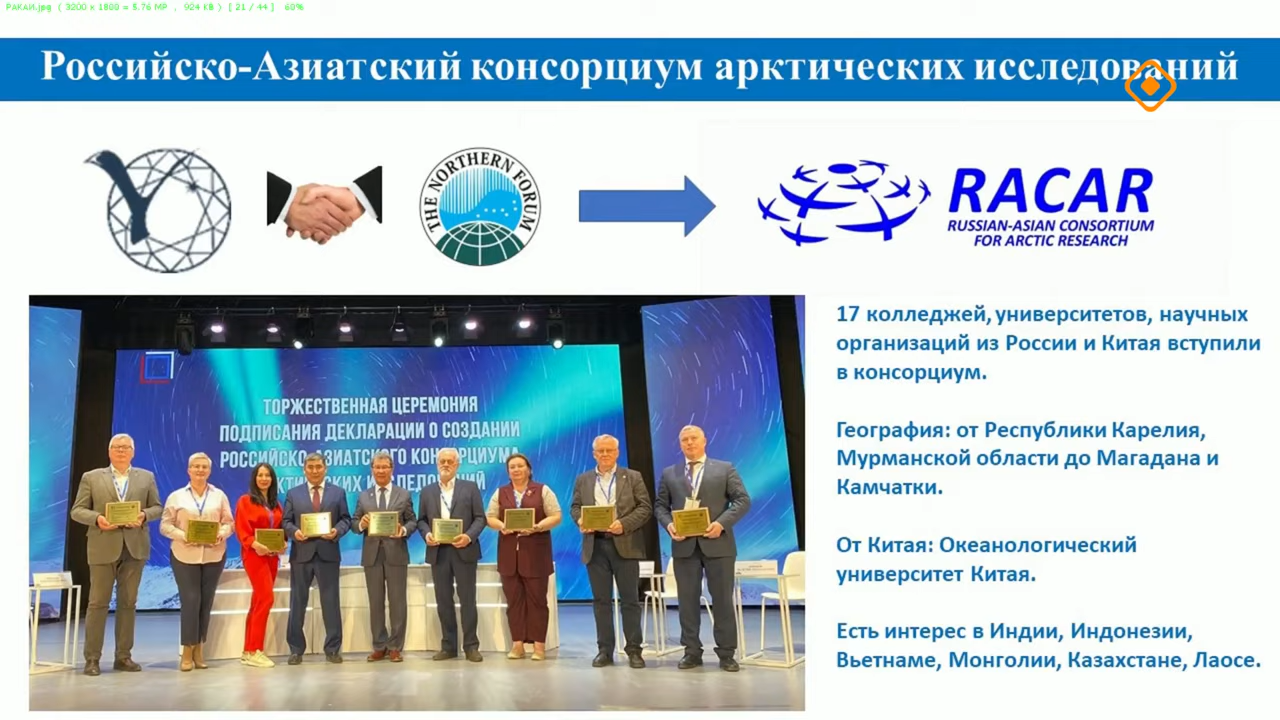 РАКАИ.jpg ( 3200 x 1800 = 5.76 MP , 924 KB ) [ 21 / 44 ] 60%
Российско-Азиатский консорциум арктических исследований
THE NORTHERN FORUM
RACAR
RUSSIAN-ASIAN CONSORTIUM
FOR ARCTIC RESEARCH
17 колледжей, университетов, научных
организаций из России и Китая вступили
в консорциум.
География: от Республики Карелия,
Мурманской области до Магадана и
Камчатки.
От Китая: Океанологический
университет Китая.
Есть интерес в Индии, Индонезии,
Вьетнаме, Монголии, Казахстане, Лаосе.
ТОРЖЕСТВЕННАЯ ЦЕРЕМОНИЯ
ПОДПИСАНИЯ ДЕКЛАРАЦИИ О СОЗДАНИИ
РОССИЙСКО-АЗИАТСКОГО КОНСОРЦИУМА